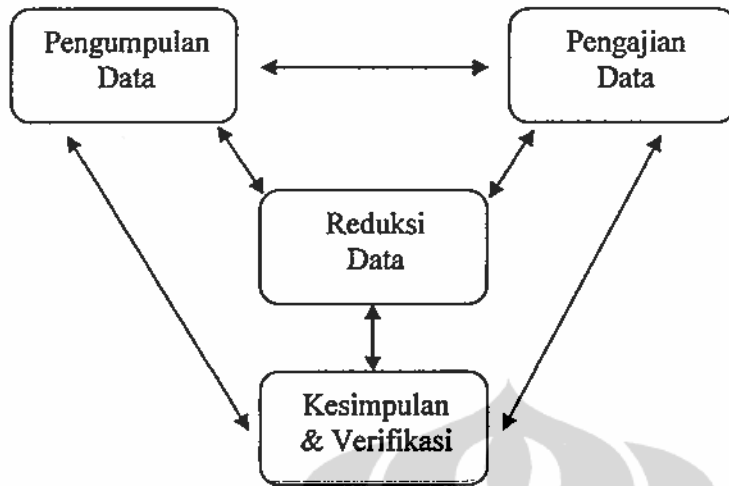 Pengumpulan
Data
Pengajian
Data
Reduksi
Data
Kesimpulan
& Verifikasi